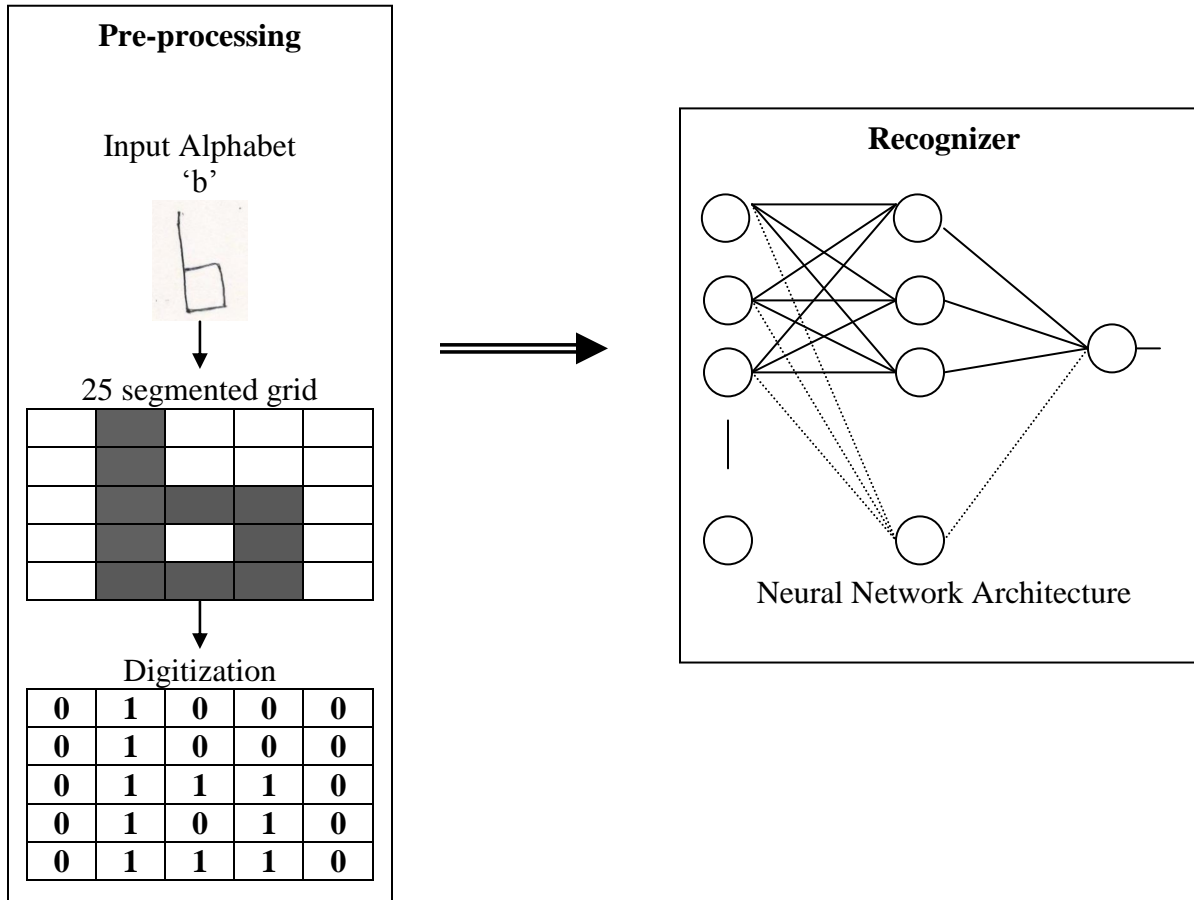 Pre-processing
Input Alphabet
‘b’
25 segmented grid
Digitization
0 1 0 0 0
0 1 0 0 0
0 1 1 1 0
0 1 0 1 0
0 1 1 1 0
Recognizer
Neural Network Architecture